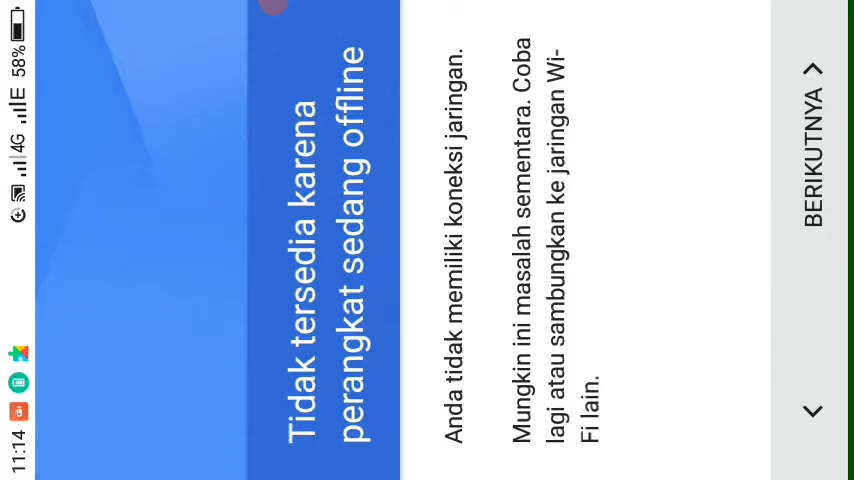 11:14 4G E 58%
Tidak tersedia karena
perangkat sedang offline
Anda tidak memiliki koneksi jaringan.
Mungkin ini masalah sementara. Coba
lagi atau sambungkan ke jaringan Wi-
Fi lain.
BERIKUTNYA